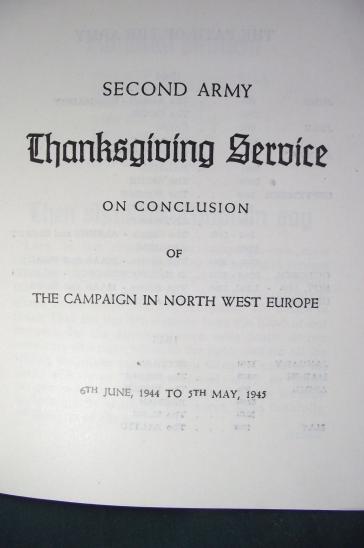 SECOND ARMY
Thanksgiving Service
ON CONCLUSION
OF
THE CAMPAIGN IN NORTH WEST EUROPE
6TH JUNE, 1944 TO 5TH MAY, 1945